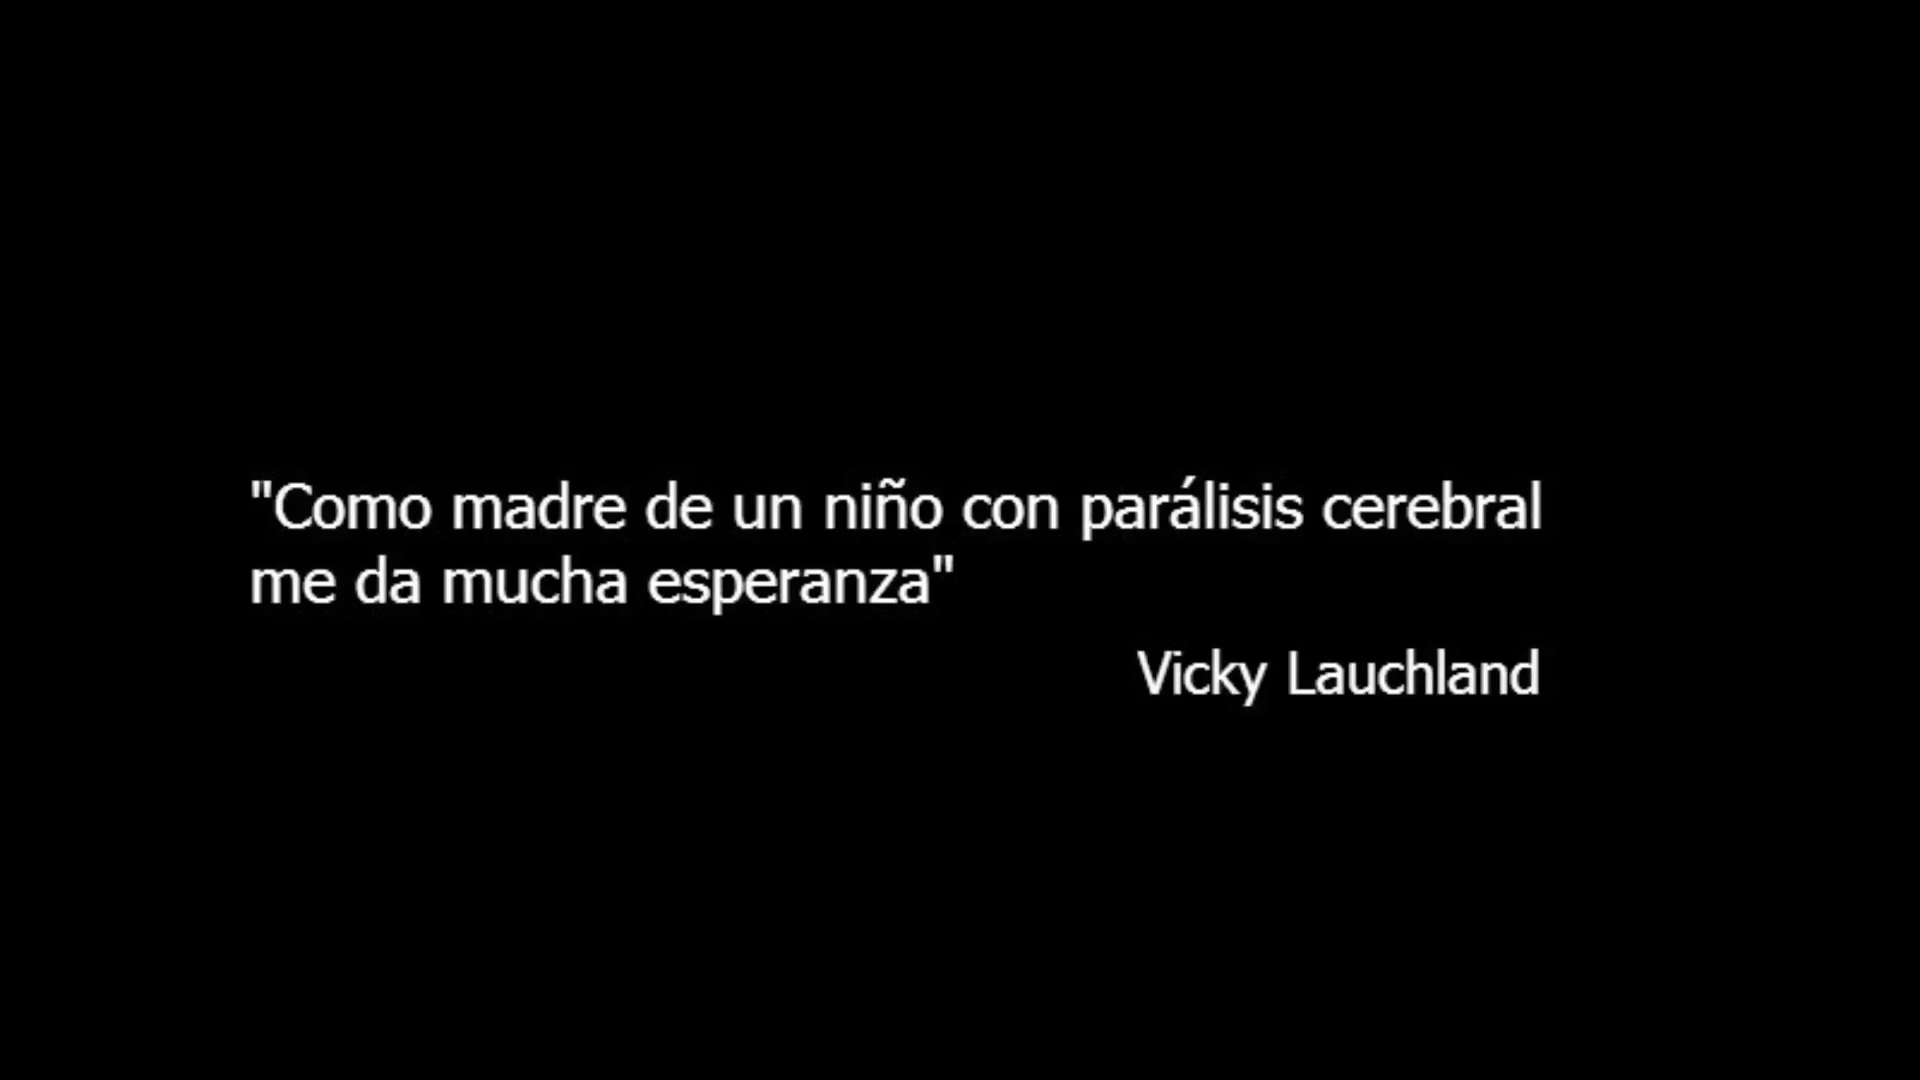 "Como madre de un niño con parálisis cerebral
me da mucha esperanza"
Vicky Lauchland